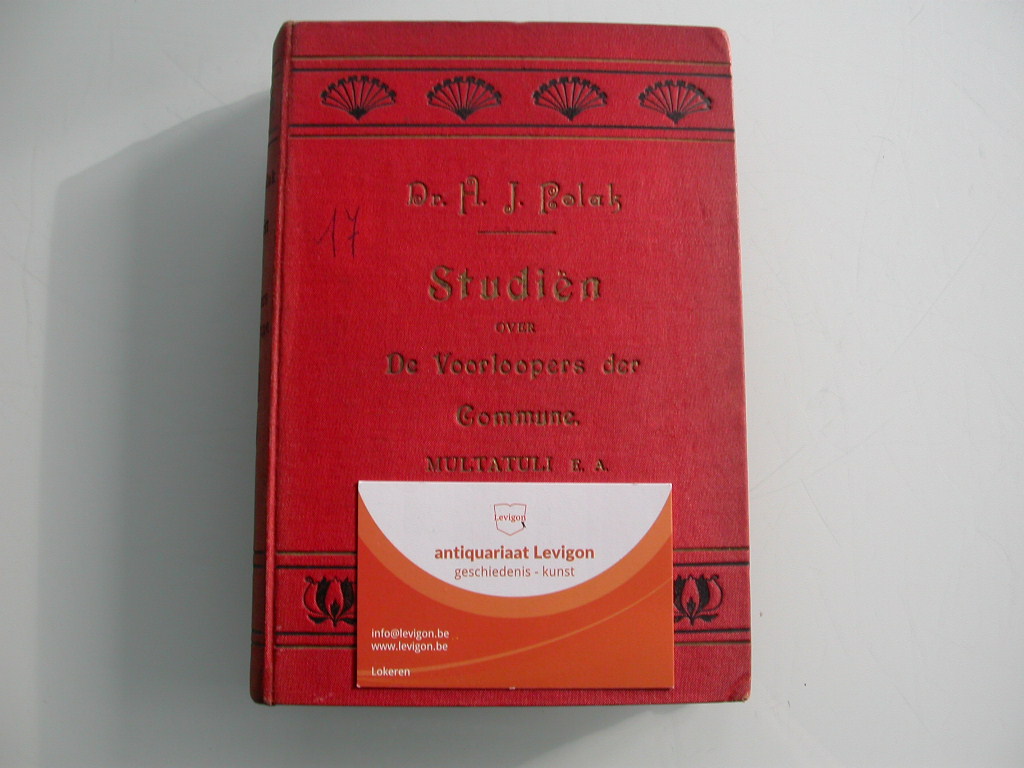 Dr. A. J. Polak
17
Studiën
OVER
De Voorloopers der
Commune.
MULTATULI E. A.
Levigon
antiquariaat Levigon
geschiedenis - kunst
info@levigon.be
www.levigon.be
Lokeren